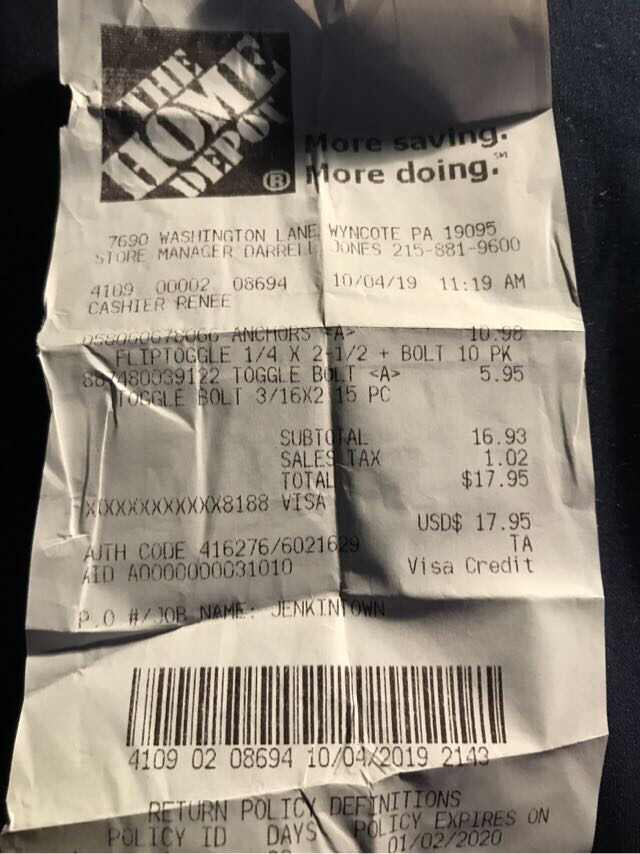 THE
HOME
DEPOT
®
More saving.
More doing.℠
7690 WASHINGTON LANE, WYNCOTE PA 19095
STORE MANAGER DARRELL JONES 215-881-9600
4109 00002 08694 10/04/19 11:19 AM
CASHIER RENEE
058060678066 ANCHORS <A> 10.98
FLIPTOGGLE 1/4 X 2-1/2 + BOLT 10 PK
887480039122 TOGGLE BOLT <A> 5.95
TOGGLE BOLT 3/16X2 15 PC
SUBTOTAL 16.93
SALES TAX 1.02
TOTAL $17.95
XXXXXXXXXXXX8188 VISA
USD$ 17.95
AUTH CODE 416276/6021629 TA
AID A0000000031010 Visa Credit
P.O #/JOB NAME: JENKINTOWN
4109 02 08694 10/04/2019 2143
RETURN POLICY DEFINITIONS
POLICY ID DAYS POLICY EXPIRES ON
01/02/2020